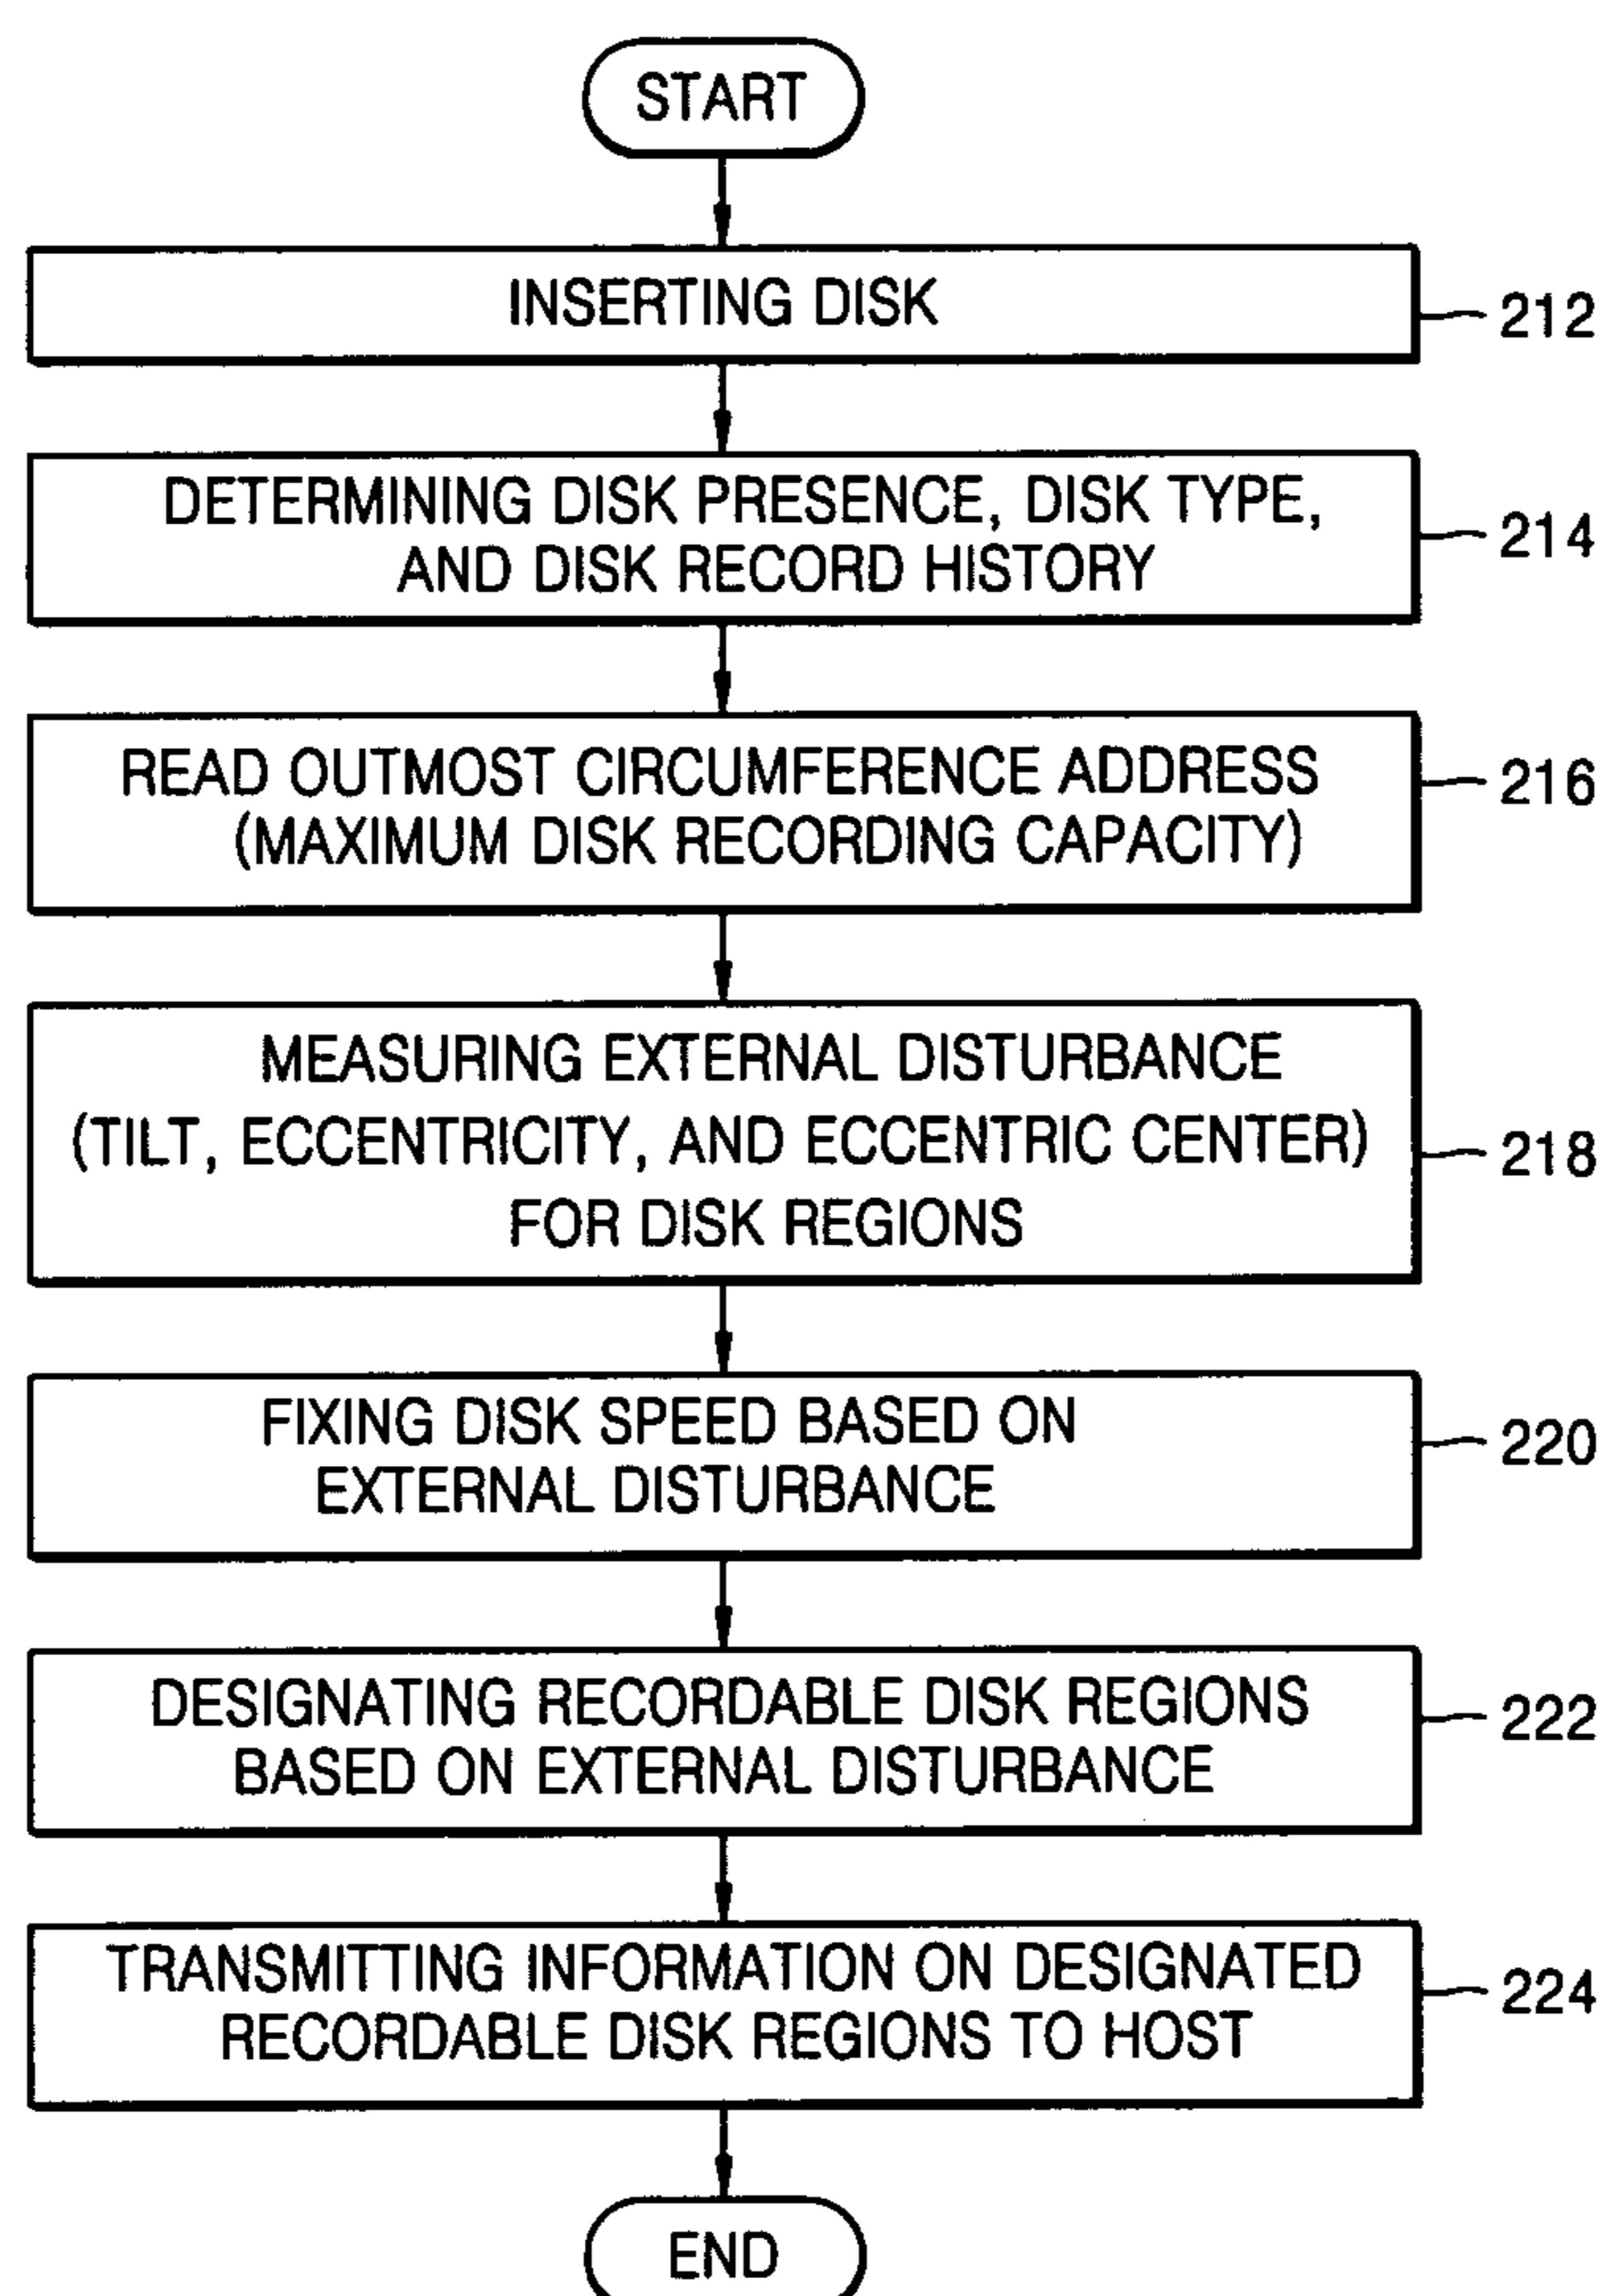 START
INSERTING DISK
212
DETERMINING DISK PRESENCE, DISK TYPE,
AND DISK RECORD HISTORY
214
READ OUTMOST CIRCUMFERENCE ADDRESS
(MAXIMUM DISK RECORDING CAPACITY)
216
MEASURING EXTERNAL DISTURBANCE
(TILT, ECCENTRICITY, AND ECCENTRIC CENTER)
FOR DISK REGIONS
218
FIXING DISK SPEED BASED ON
EXTERNAL DISTURBANCE
220
DESIGNATING RECORDABLE DISK REGIONS
BASED ON EXTERNAL DISTURBANCE
222
TRANSMITTING INFORMATION ON DESIGNATED
RECORDABLE DISK REGIONS TO HOST
224
END